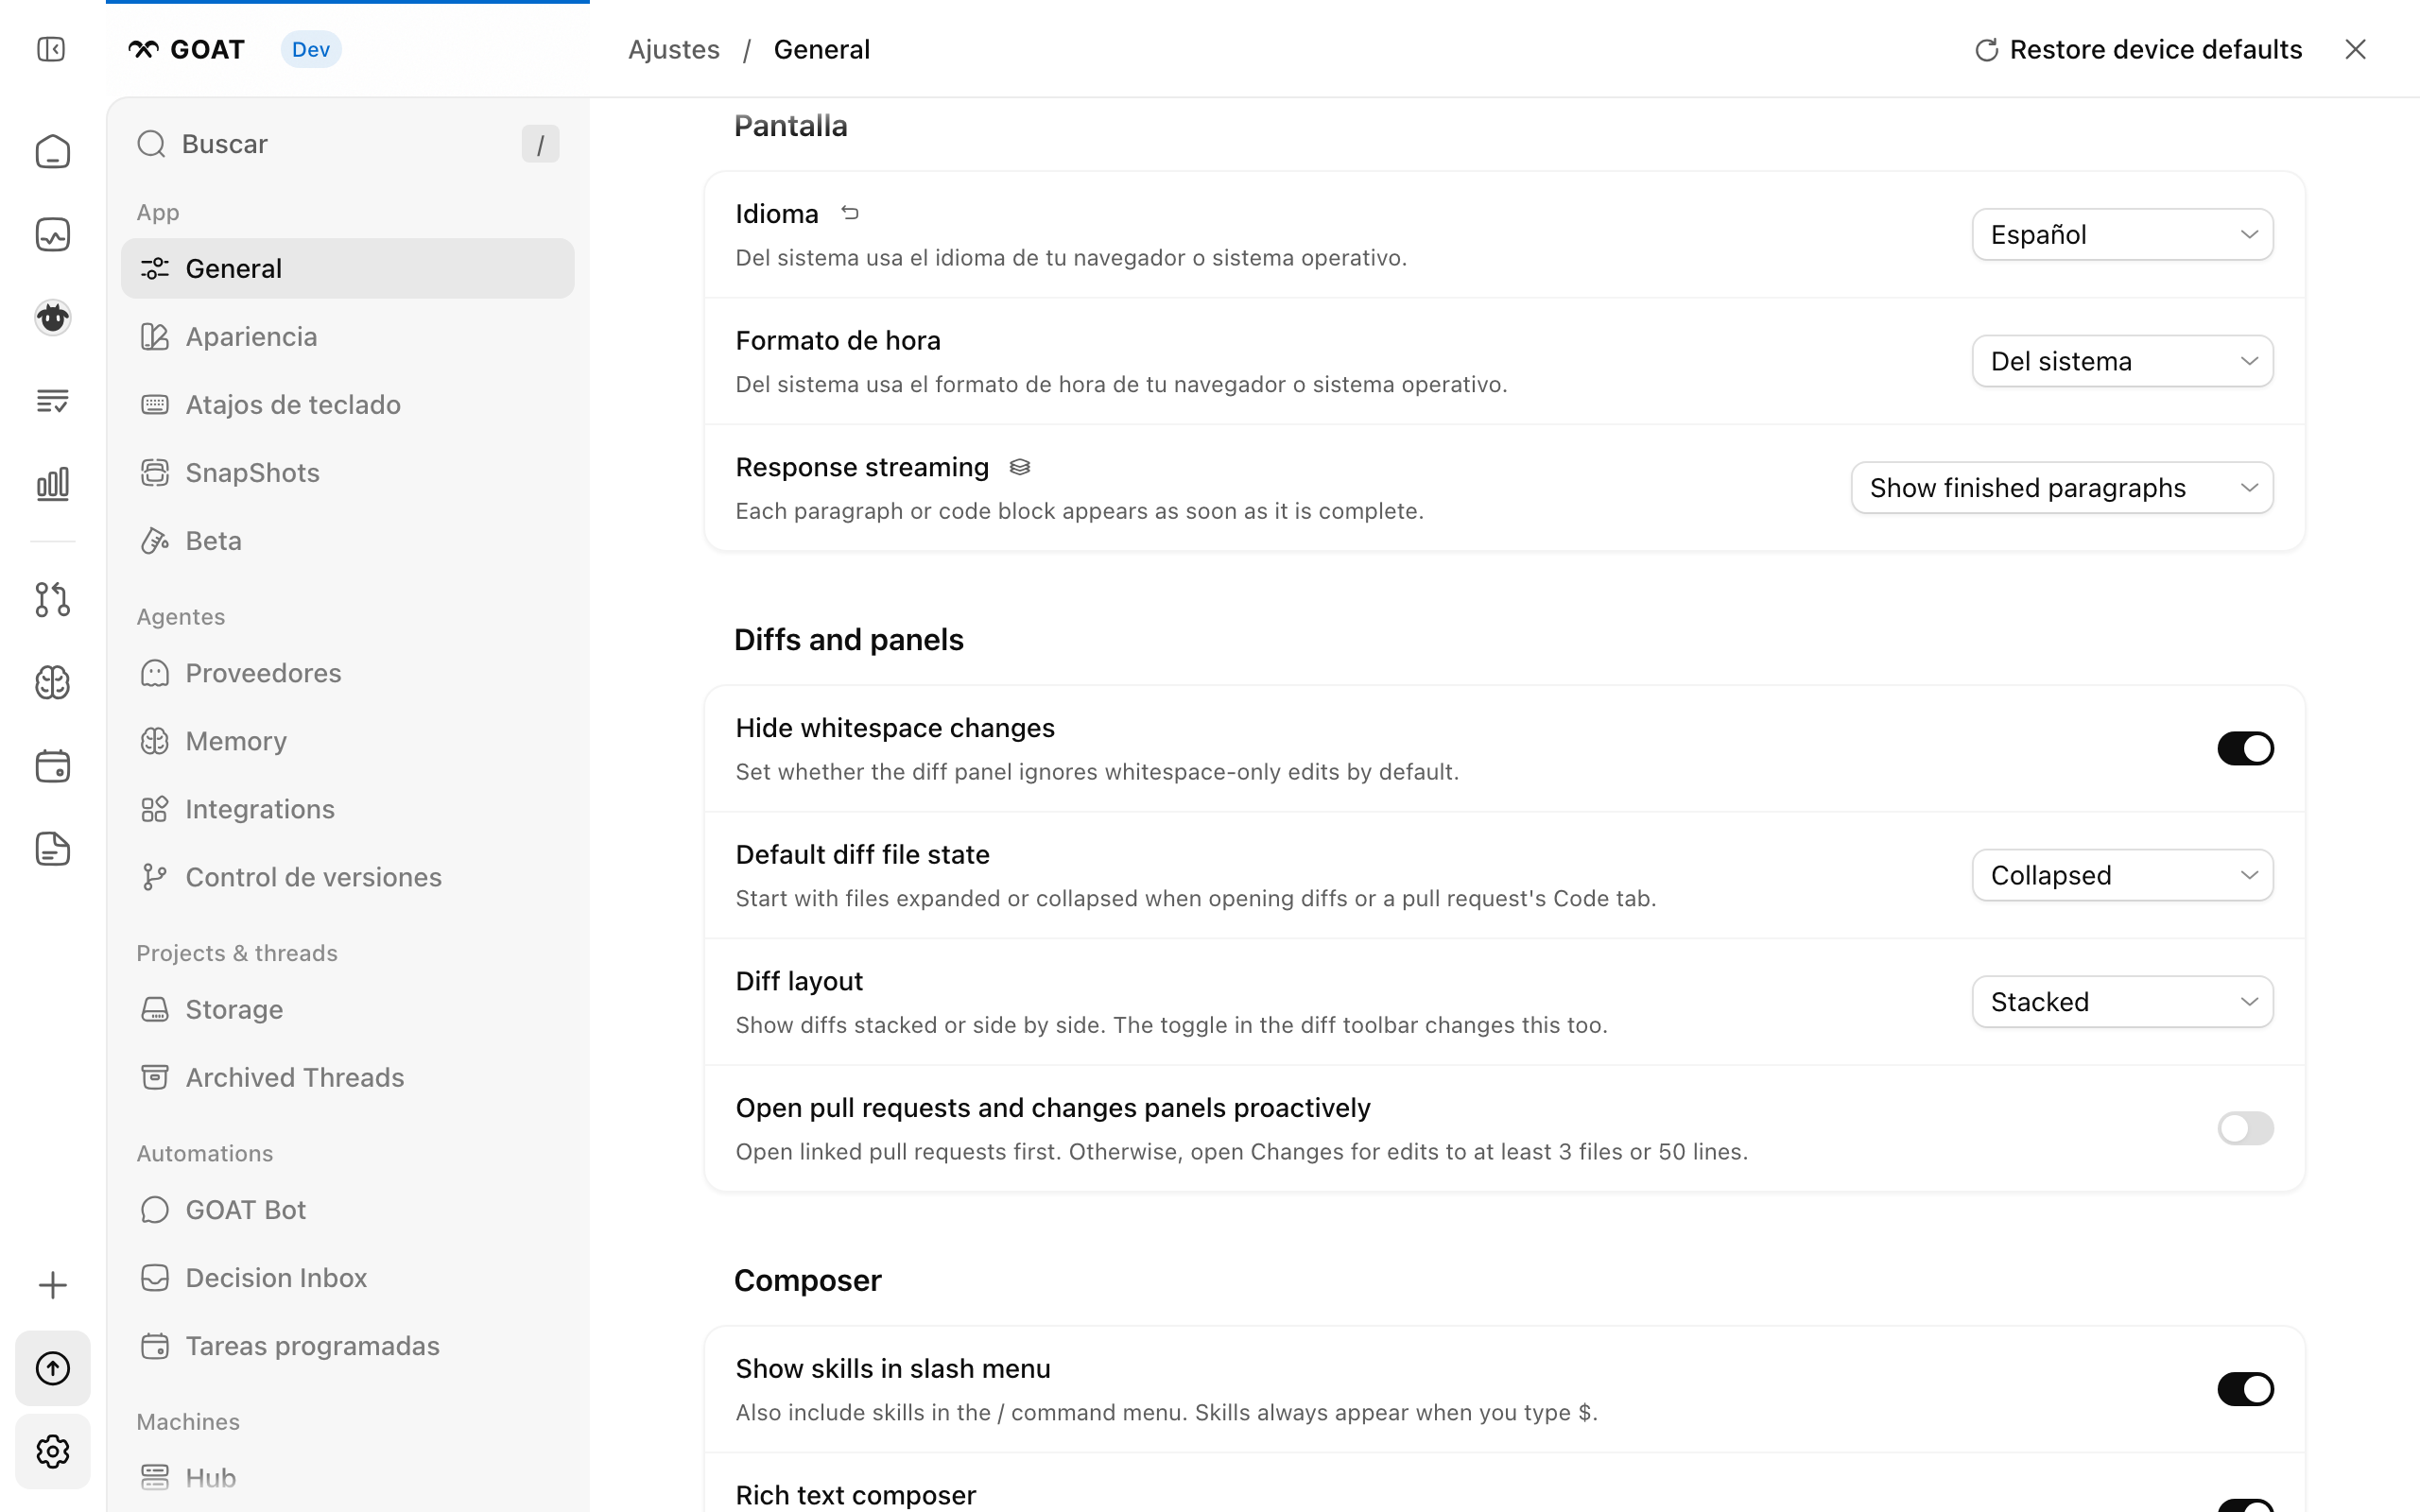 GOAT
Dev
Ajustes / General
Restore device defaults
Buscar
/
App
General
Apariencia
Atajos de teclado
SnapShots
Beta
Agentes
Proveedores
Memory
Integrations
Control de versiones
Projects & threads
Storage
Archived Threads
Automations
GOAT Bot
Decision Inbox
Tareas programadas
Machines
Hub
Pantalla
Idioma
Del sistema usa el idioma de tu navegador o sistema operativo.
Español
Formato de hora
Del sistema usa el formato de hora de tu navegador o sistema operativo.
Del sistema
Response streaming
Each paragraph or code block appears as soon as it is complete.
Show finished paragraphs
Diffs and panels
Hide whitespace changes
Set whether the diff panel ignores whitespace-only edits by default.
Default diff file state
Start with files expanded or collapsed when opening diffs or a pull request's Code tab.
Collapsed
Diff layout
Show diffs stacked or side by side. The toggle in the diff toolbar changes this too.
Stacked
Open pull requests and changes panels proactively
Open linked pull requests first. Otherwise, open Changes for edits to at least 3 files or 50 lines.
Composer
Show skills in slash menu
Also include skills in the / command menu. Skills always appear when you type $.
Rich text composer